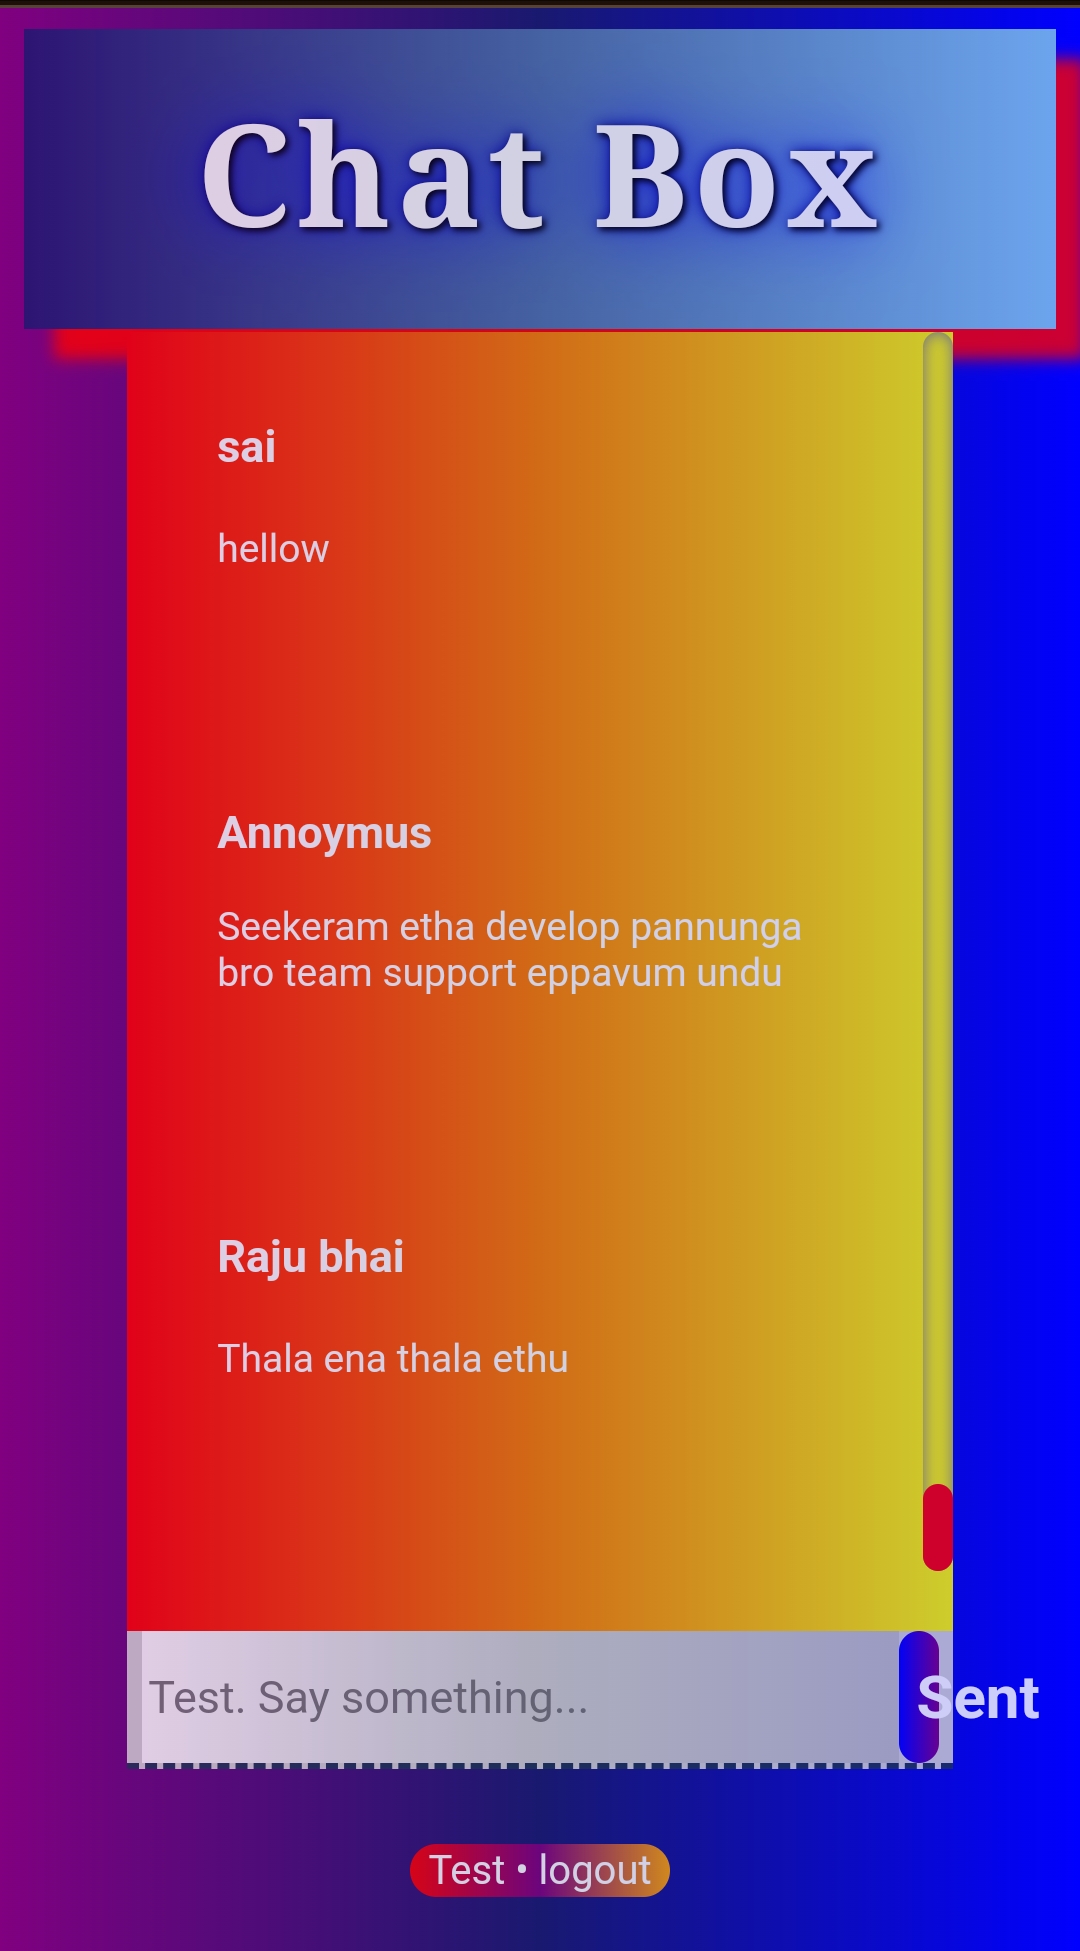 Chat Box
sai
hellow
Annoymus
Seekeram etha develop pannunga
bro team support eppavum undu
Raju bhai
Thala ena thala ethu
Test. Say something...
Sent
Test • logout